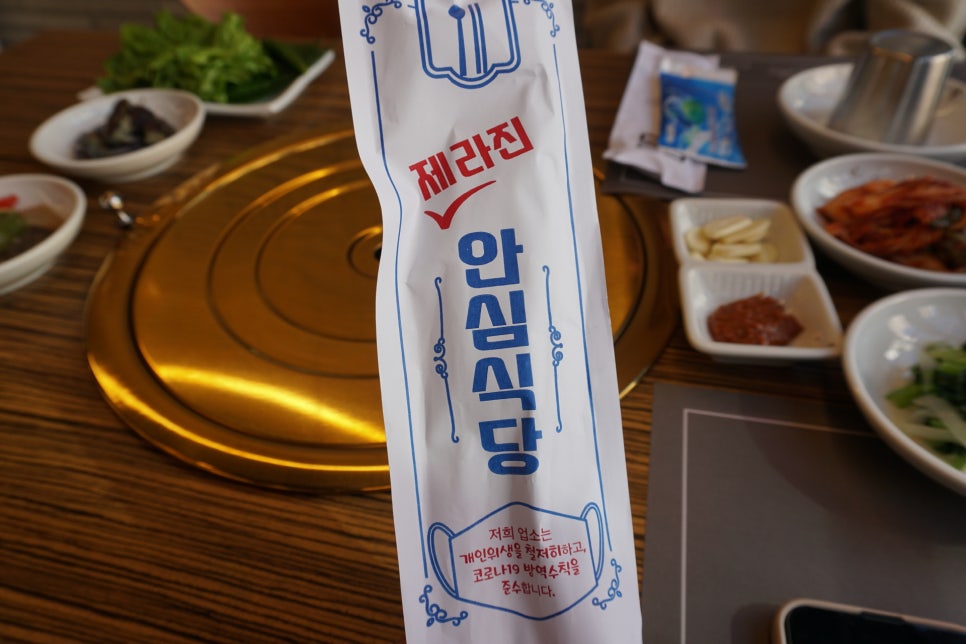 제라진
안심식당
저희 업소는
개인위생을 철저히하고,
코로나19 방역수칙을
준수합니다.